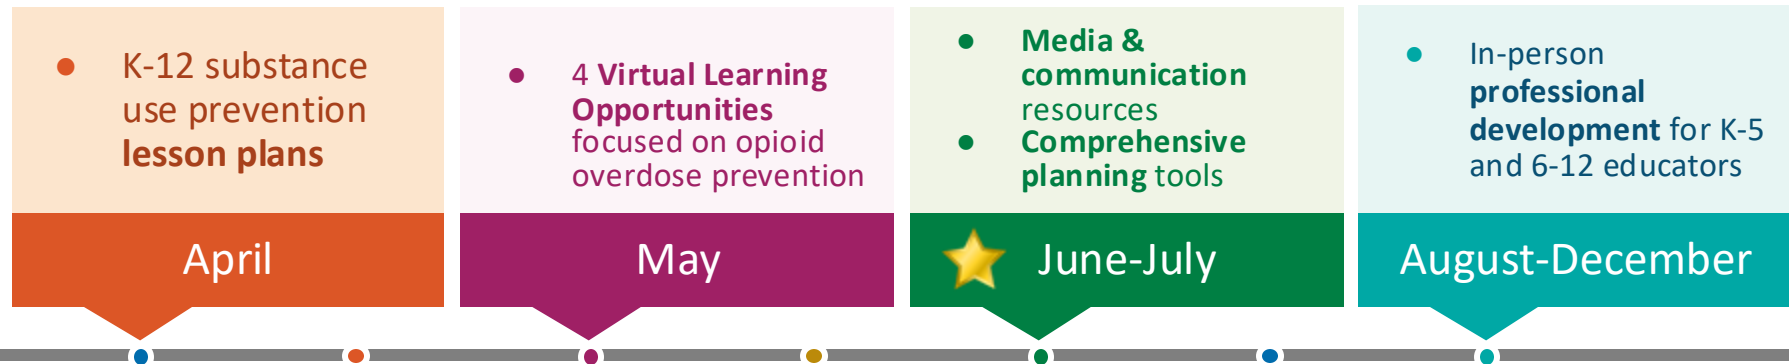 ● K-12 substance
use prevention
lesson plans
April
● 4 Virtual Learning
Opportunities
focused on opioid
overdose prevention
May
● Media &
communication
resources
● Comprehensive
planning tools
June-July
● In-person
professional
development for K-5
and 6-12 educators
August-December